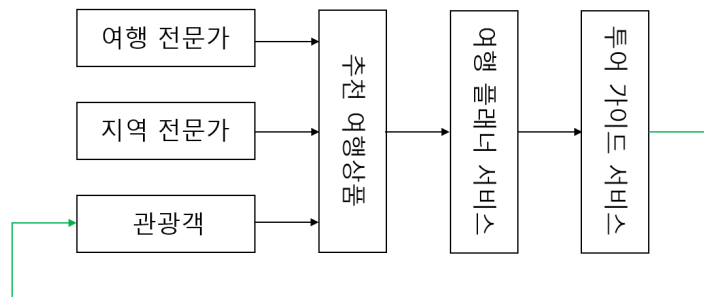 여행 전문가
지역 전문가
관광객
추천 여행상품
여행 플래너 서비스
투어 가이드 서비스